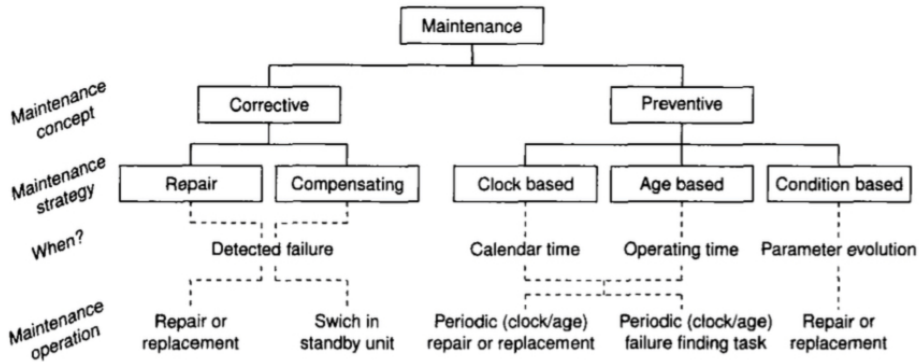 Maintenance
Maintenance
concept
Corrective
Preventive
Maintenance
strategy
Repair
Compensating
Clock based
Age based
Condition based
When?
Detected failure
Calendar time
Operating time
Parameter evolution
Maintenance
operation
Repair or
replacement
Swich in
standby unit
Periodic (clock/age)
repair or replacement
Periodic (clock/age)
failure finding task
Repair or
replacement